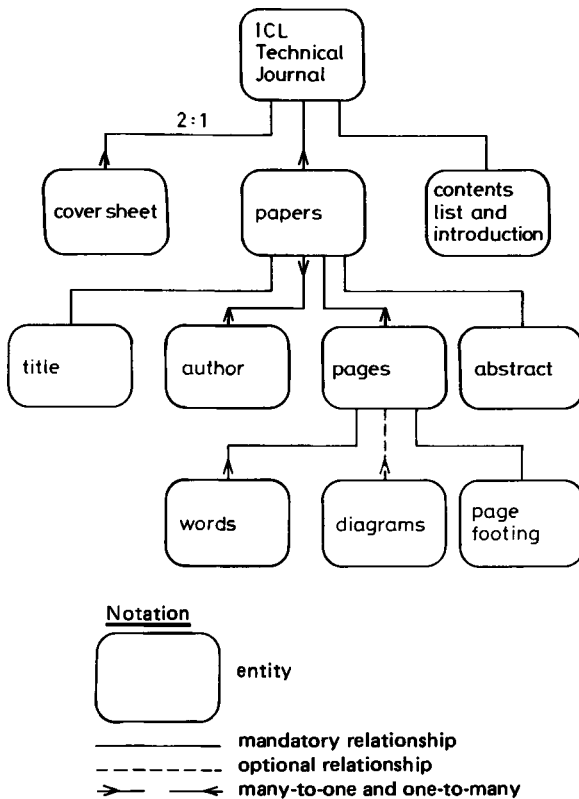 ICL
Technical
Journal
2:1
cover sheet
papers
contents
list and
introduction
title
author
pages
abstract
words
diagrams
page
footing
Notation
entity
mandatory relationship
optional relationship
many-to-one and one-to-many